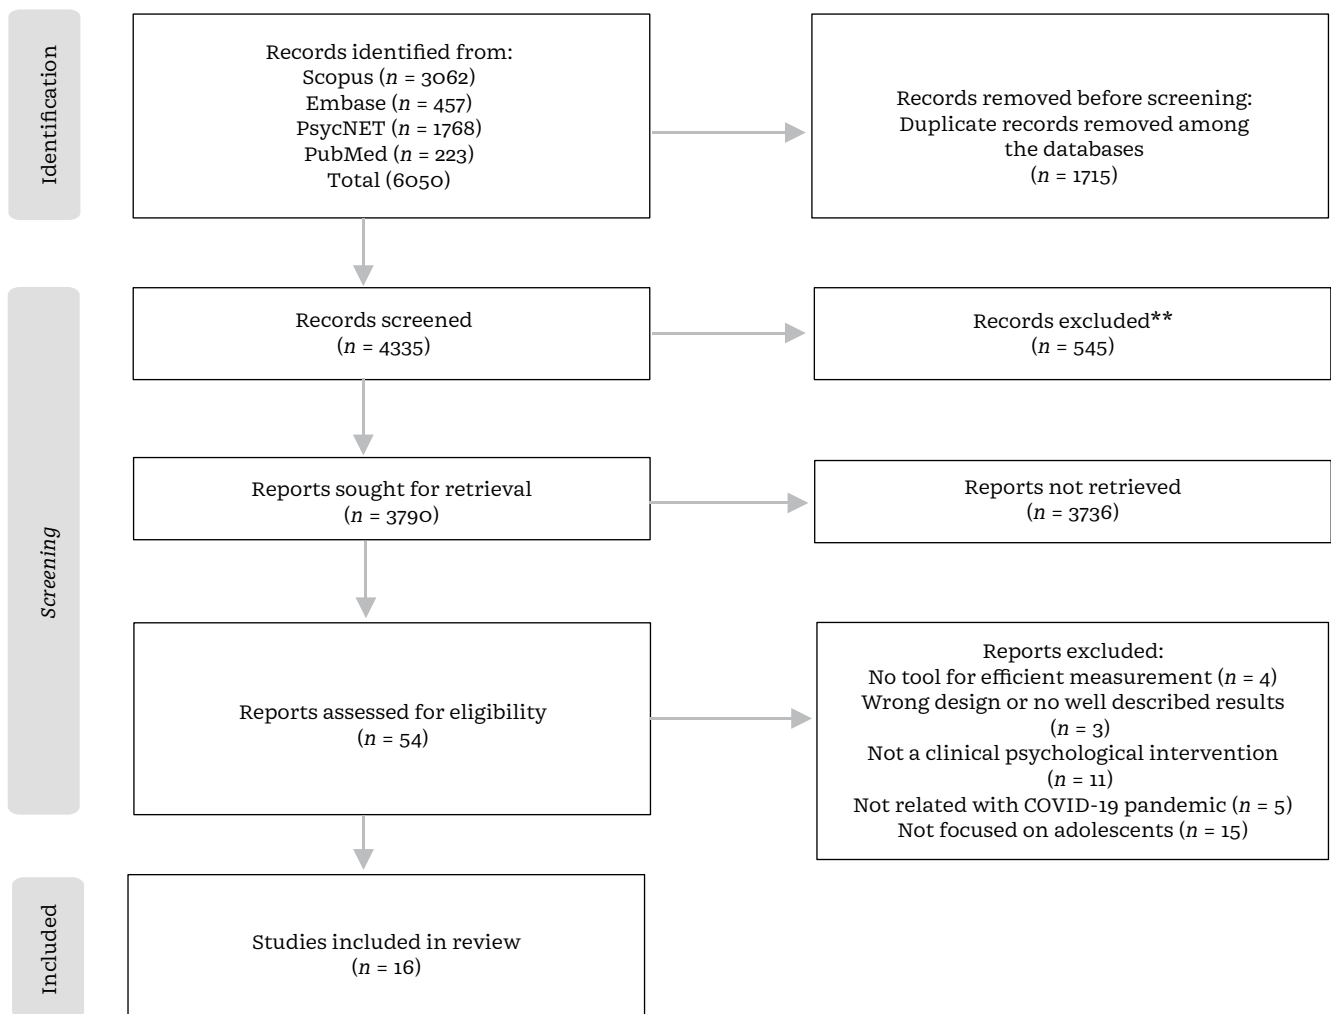 Identification
Records identified from:
Scopus (n = 3062)
Embase (n = 457)
PsycNET (n = 1768)
PubMed (n = 223)
Total (6050)
Records removed before screening:
Duplicate records removed among
the databases
(n = 1715)
Screening
Records screened
(n = 4335)
Records excluded**
(n = 545)
Reports sought for retrieval
(n = 3790)
Reports not retrieved
(n = 3736)
Reports assessed for eligibility
(n = 54)
Reports excluded:
No tool for efficient measurement (n = 4)
Wrong design or no well described results
(n = 3)
Not a clinical psychological intervention
(n = 11)
Not related with COVID-19 pandemic (n = 5)
Not focused on adolescents (n = 15)
Included
Studies included in review
(n = 16)